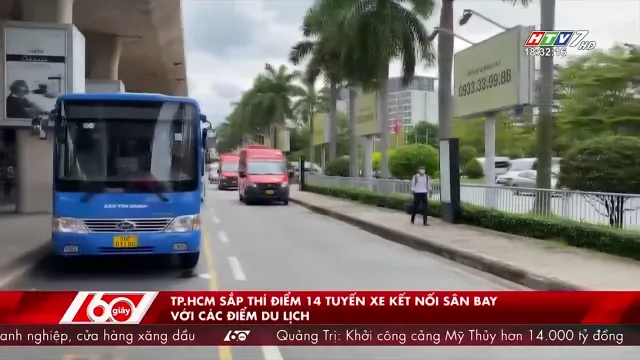 HTV7 HD
18:32:16
0933.33.99.88
TP.HCM SẮP THÍ ĐIỂM 14 TUYẾN XE KẾT NỐI SÂN BAY
VỚI CÁC ĐIỂM DU LỊCH
60 giây
anh nghiệp, cửa hàng xăng dầu 60 Quảng Trị: Khởi công cảng Mỹ Thủy hơn 14.000 tỷ đồng